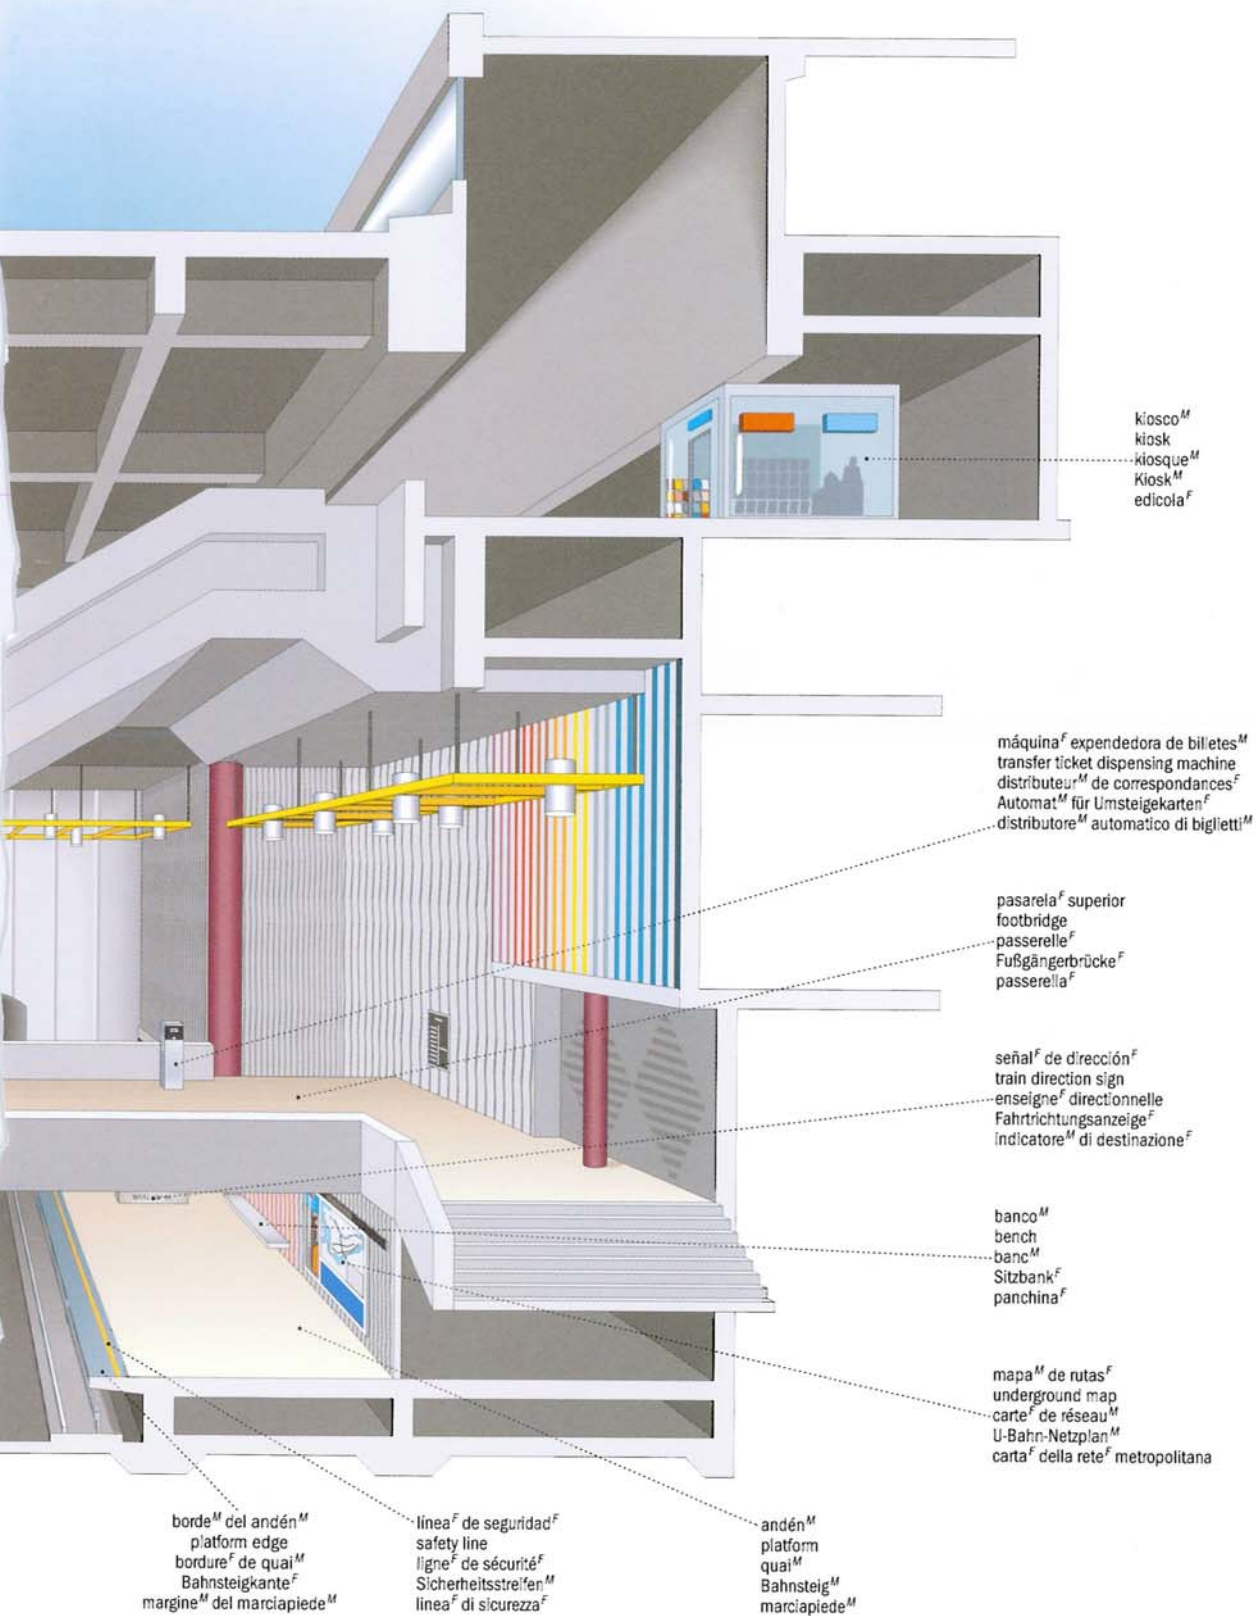 kiosco M
kiosk
kiosque M
Kiosk M
edicola F
máquina F expendedora de billetes M
transfer ticket dispensing machine
distributeur M de correspondances F
Automat M für Umsteigekarten F
distributore M automatico di biglietti M
pasarela F superior
footbridge
passerelle F
Fußgängerbrücke F
passerella F
señal F de dirección F
train direction sign
enseigne F directionnelle
Fahrtrichtungsanzeige F
indicatore M di destinazione F
banco M
bench
banc M
Sitzbank F
panchina F
mapa M de rutas F
underground map
carte F de réseau M
U-Bahn-Netzplan M
carta F della rete F metropolitana
borde M del andén M
platform edge
bordure F de quai M
Bahnsteigkante F
margine M del marciapiede M
línea F de seguridad F
safety line
ligne F de sécurité F
Sicherheitsstreifen M
linea F di sicurezza F
andén M
platform
quai M
Bahnsteig M
marciapiede M